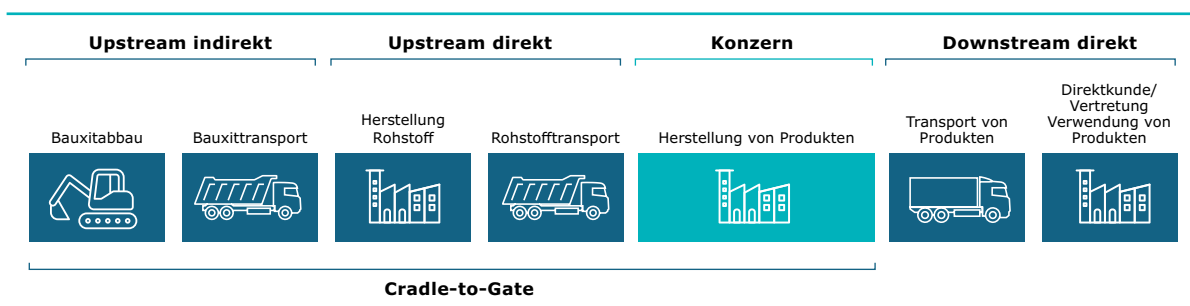 Upstream indirekt
Upstream direkt
Konzern
Downstream direkt
Bauxitabbau
Bauxittransport
Herstellung
Rohstoff
Rohstofftransport
Herstellung von Produkten
Transport von
Produkten
Direktkunde/
Vertretung
Verwendung von
Produkten
Cradle-to-Gate